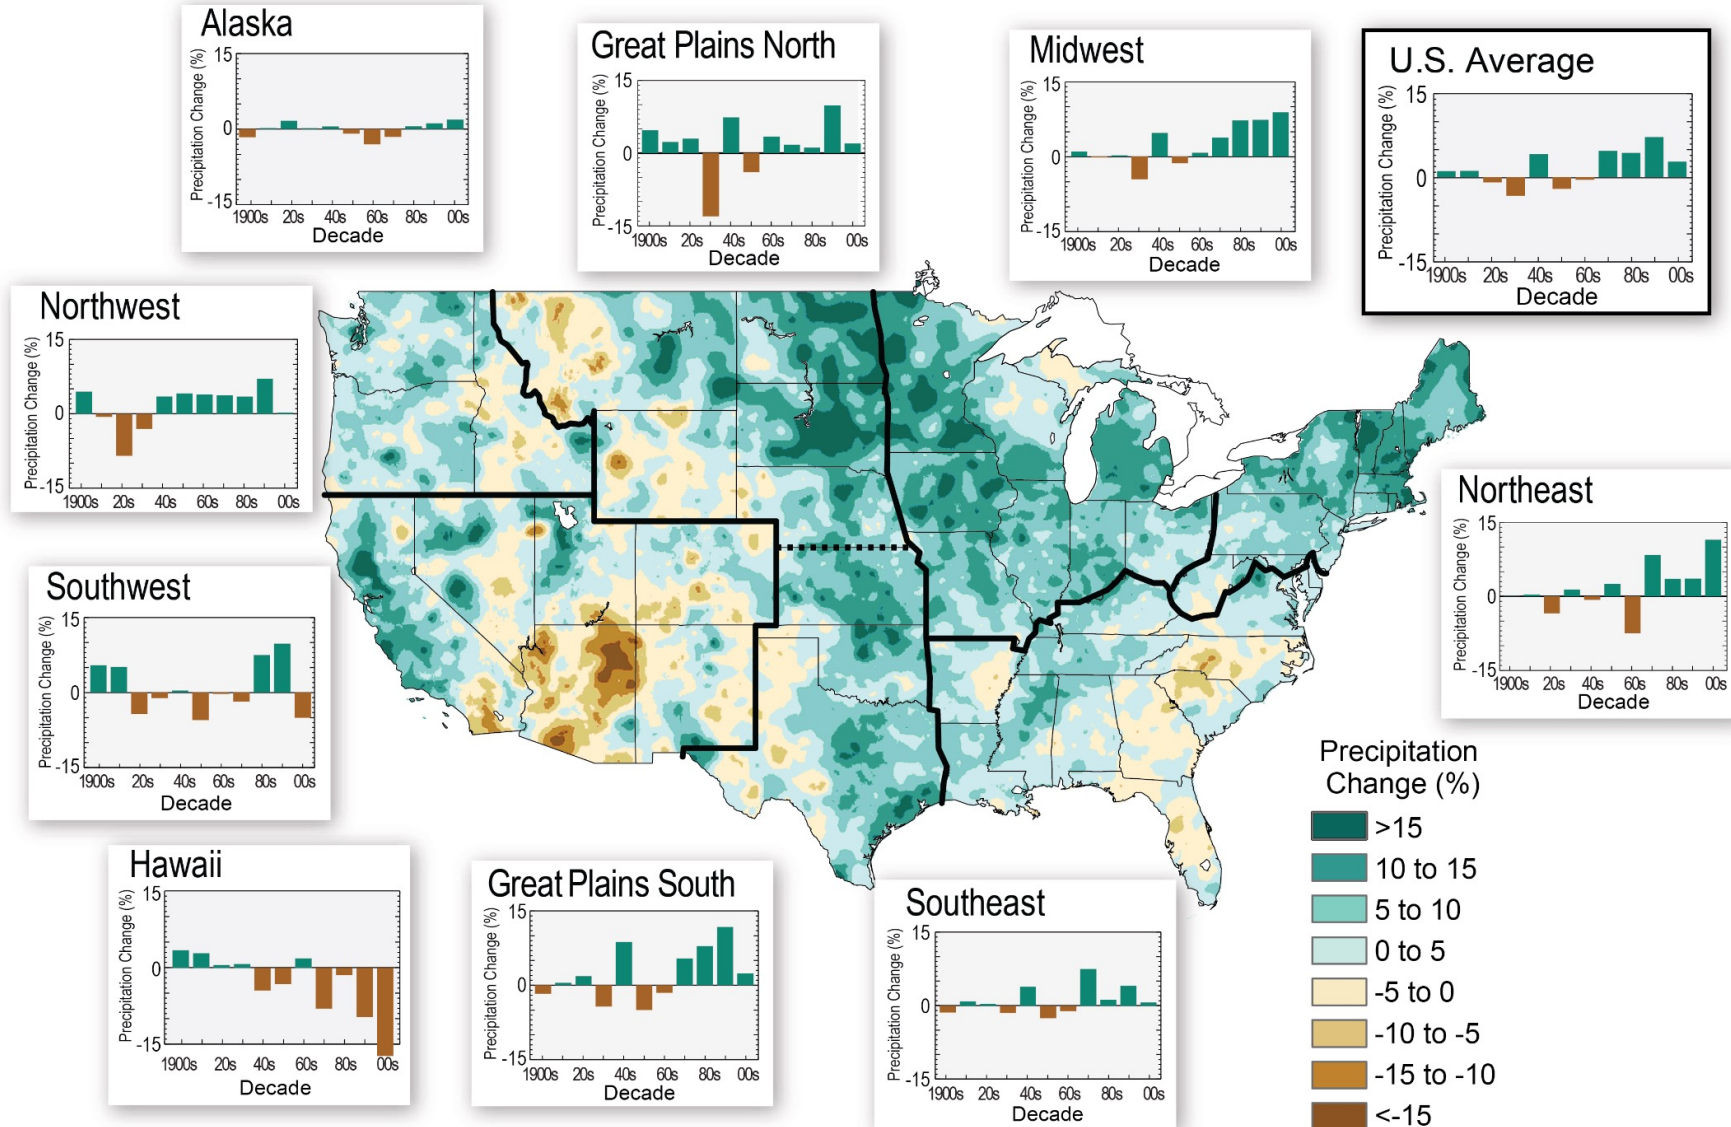 Alaska
Precipitation Change (%)
15
0
-15
1900s 20s 40s 60s 80s 00s
Decade
Great Plains North
Precipitation Change (%)
15
0
-15
1900s 20s 40s 60s 80s 00s
Decade
Midwest
Precipitation Change (%)
15
0
-15
1900s 20s 40s 60s 80s 00s
Decade
U.S. Average
Precipitation Change (%)
15
0
-15
1900s 20s 40s 60s 80s 00s
Decade
Northwest
Precipitation Change (%)
15
0
-15
1900s 20s 40s 60s 80s 00s
Northeast
Precipitation Change (%)
15
0
-15
1900s 20s 40s 60s 80s 00s
Decade
Southwest
Precipitation Change (%)
15
0
-15
1900s 20s 40s 60s 80s 00s
Decade
Hawaii
Precipitation Change (%)
15
0
-15
1900s 20s 40s 60s 80s 00s
Decade
Great Plains South
Precipitation Change (%)
15
0
-15
1900s 20s 40s 60s 80s 00s
Decade
Southeast
Precipitation Change (%)
15
0
-15
1900s 20s 40s 60s 80s 00s
Decade
Precipitation
Change (%)
>15
10 to 15
5 to 10
0 to 5
-5 to 0
-10 to -5
-15 to -10
<-15